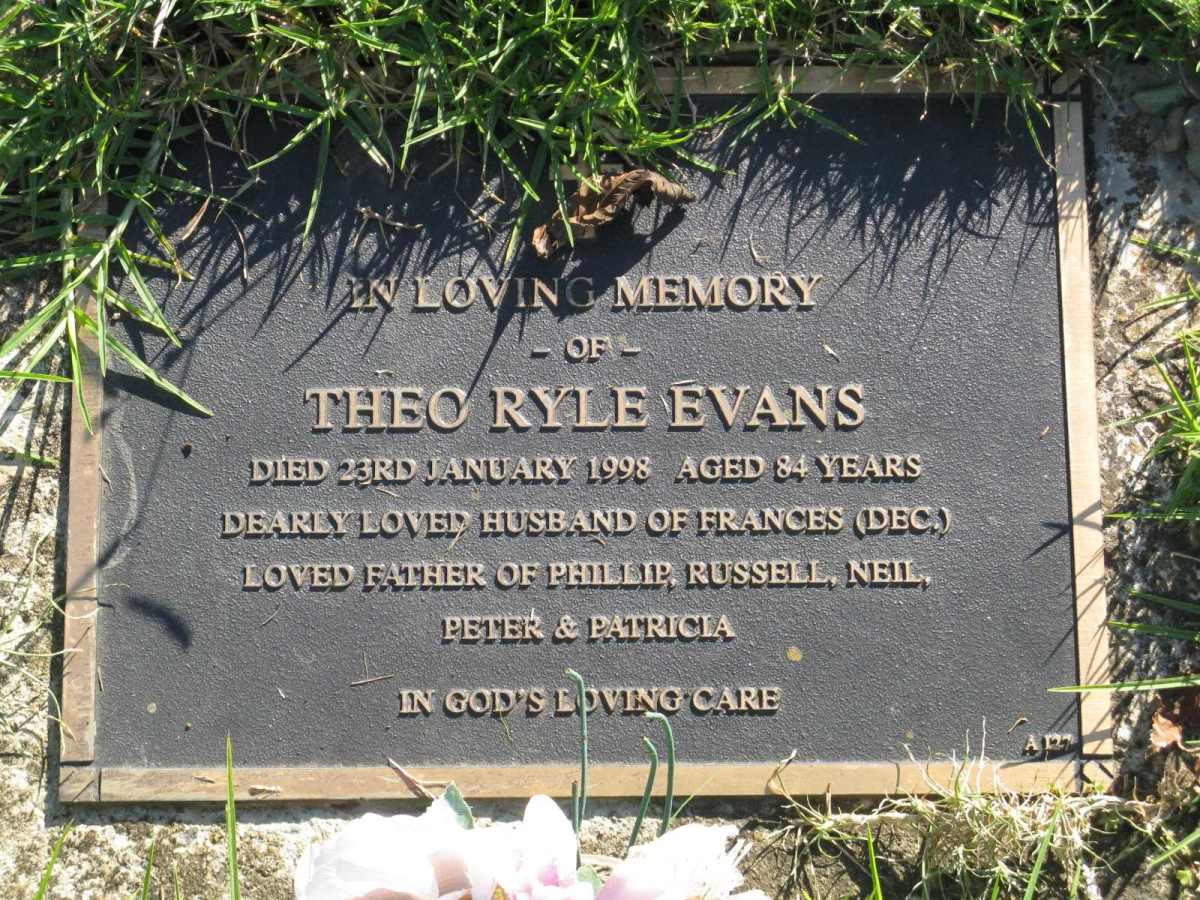 IN LOVING MEMORY
– OF –
THEO RYLE EVANS
DIED 23RD JANUARY 1998 AGED 84 YEARS
DEARLY LOVED HUSBAND OF FRANCES (DEC.)
LOVED FATHER OF PHILLIP, RUSSELL, NEIL,
PETER & PATRICIA
IN GOD'S LOVING CARE
A 127